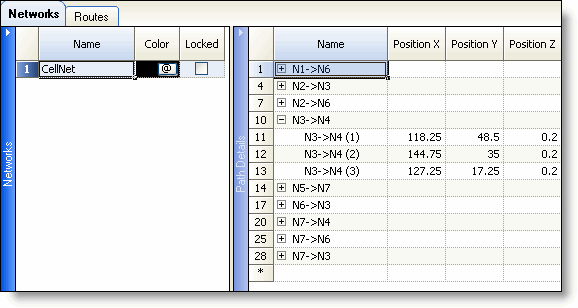 Networks Routes
Networks
Name Color Locked
1 CellNet @
Path Details
Name Position X Position Y Position Z
1 N1->N6
4 N2->N3
7 N2->N6
10 N3->N4
11 N3->N4 (1) 118.25 48.5 0.2
12 N3->N4 (2) 144.75 35 0.2
13 N3->N4 (3) 127.25 17.25 0.2
14 N5->N7
17 N6->N3
20 N7->N4
25 N7->N6
28 N7->N3
*